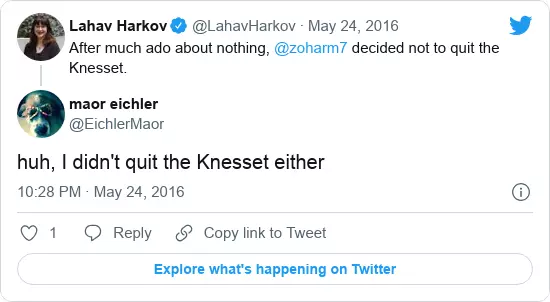 Lahav Harkov @LahavHarkov · May 24, 2016
After much ado about nothing, @zoharm7 decided not to quit the
Knesset.
maor eichler
@EichlerMaor
huh, I didn't quit the Knesset either
10:28 PM · May 24, 2016
1 Reply Copy link to Tweet
Explore what's happening on Twitter